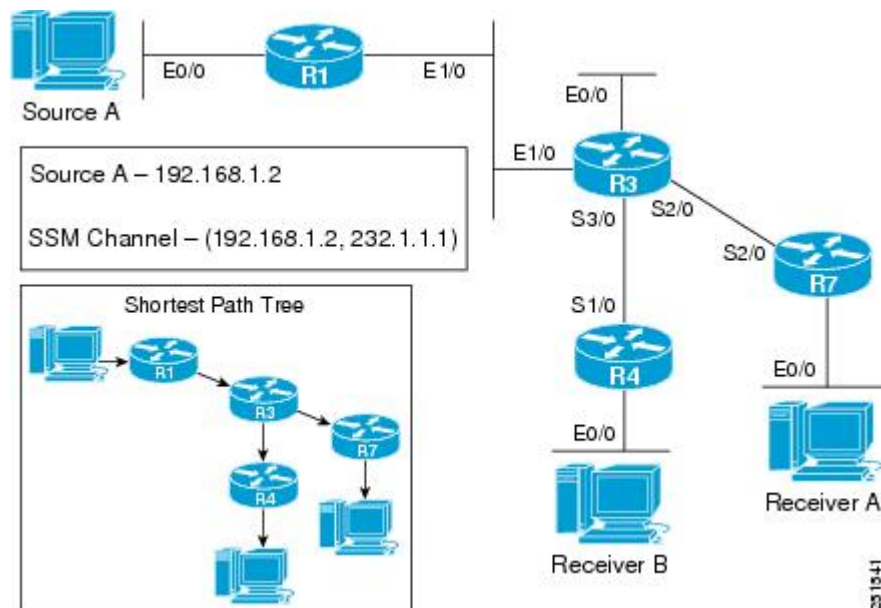 Source A
E0/0
R1
E1/0
E0/0
E1/0
R3
S3/0
S2/0
S2/0
R7
Source A – 192.168.1.2
SSM Channel – (192.168.1.2, 232.1.1.1)
S1/0
R4
E0/0
E0/0
Receiver B
Receiver A
Shortest Path Tree
R1
R3
R7
R4